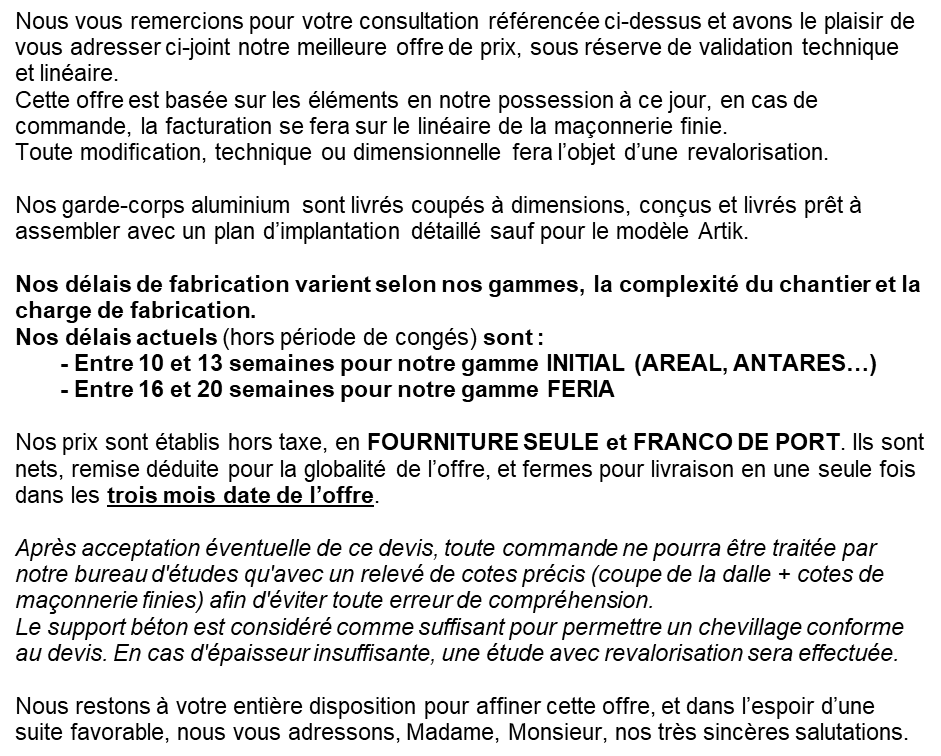 Nous vous remercions pour votre consultation référencée ci-dessus et avons le plaisir de
vous adresser ci-joint notre meilleure offre de prix, sous réserve de validation technique
et linéaire.
Cette offre est basée sur les éléments en notre possession à ce jour, en cas de
commande, la facturation se fera sur le linéaire de la maçonnerie finie.
Toute modification, technique ou dimensionnelle fera l’objet d’une revalorisation.
Nos garde-corps aluminium sont livrés coupés à dimensions, conçus et livrés prêt à
assembler avec un plan d’implantation détaillé sauf pour le modèle Artik.
Nos délais de fabrication varient selon nos gammes, la complexité du chantier et la
charge de fabrication.
Nos délais actuels (hors période de congés) sont :
- Entre 10 et 13 semaines pour notre gamme INITIAL (AREAL, ANTARES…)
- Entre 16 et 20 semaines pour notre gamme FERIA
Nos prix sont établis hors taxe, en FOURNITURE SEULE et FRANCO DE PORT. Ils sont
nets, remise déduite pour la globalité de l’offre, et fermes pour livraison en une seule fois
dans les trois mois date de l’offre.
Après acceptation éventuelle de ce devis, toute commande ne pourra être traitée par
notre bureau d'études qu'avec un relevé de cotes précis (coupe de la dalle + cotes de
maçonnerie finies) afin d'éviter toute erreur de compréhension.
Le support béton est considéré comme suffisant pour permettre un chevillage conforme
au devis. En cas d'épaisseur insuffisante, une étude avec revalorisation sera effectuée.
Nous restons à votre entière disposition pour affiner cette offre, et dans l’espoir d’une
suite favorable, nous vous adressons, Madame, Monsieur, nos très sincères salutations.